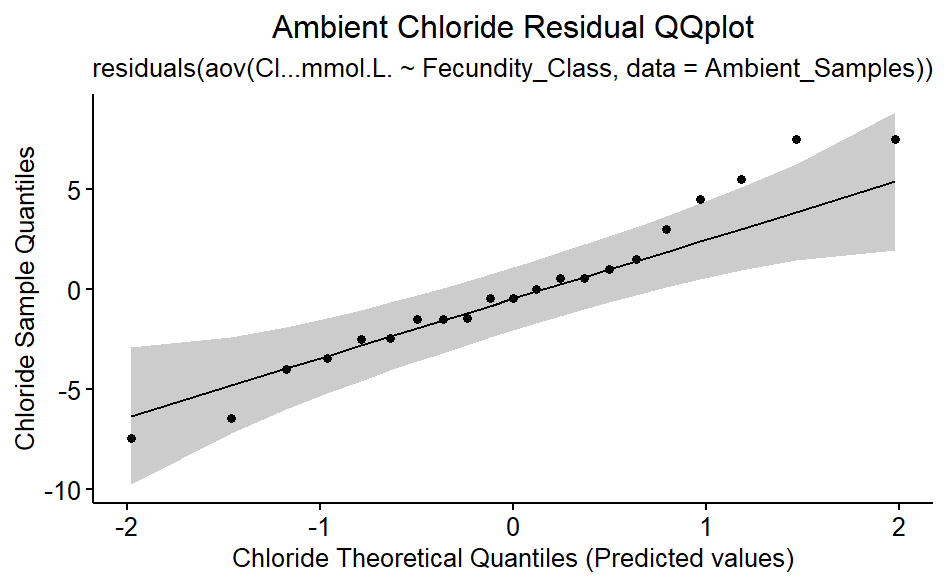 Ambient Chloride Residual QQplot
residuals(aov(Cl...mmol.L. ~ Fecundity_Class, data = Ambient_Samples))
Chloride Sample Quantiles
5
0
-5
-10
-2
-1
0
1
2
Chloride Theoretical Quantiles (Predicted values)